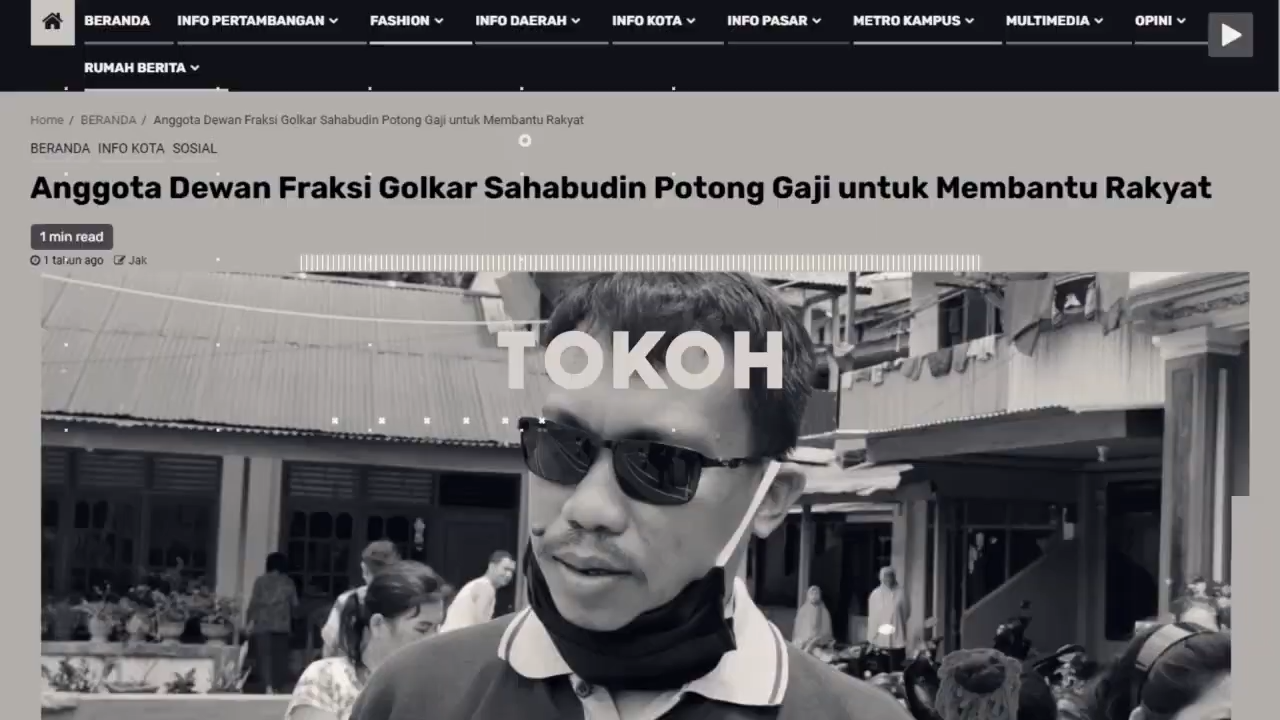 BERANDA INFO PERTAMBANGAN FASHION INFO DAERAH INFO KOTA INFO PASAR METRO KAMPUS MULTIMEDIA OPINI
RUMAH BERITA
Home / BERANDA / Anggota Dewan Fraksi Golkar Sahabudin Potong Gaji untuk Membantu Rakyat
BERANDA INFO KOTA SOSIAL
Anggota Dewan Fraksi Golkar Sahabudin Potong Gaji untuk Membantu Rakyat
1 min read
1 tahun ago Jak
TOKOH